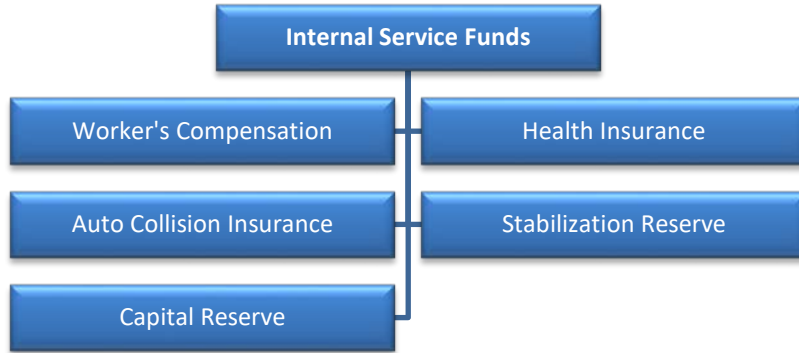 Internal Service Funds
Worker's Compensation
Health Insurance
Auto Collision Insurance
Stabilization Reserve
Capital Reserve